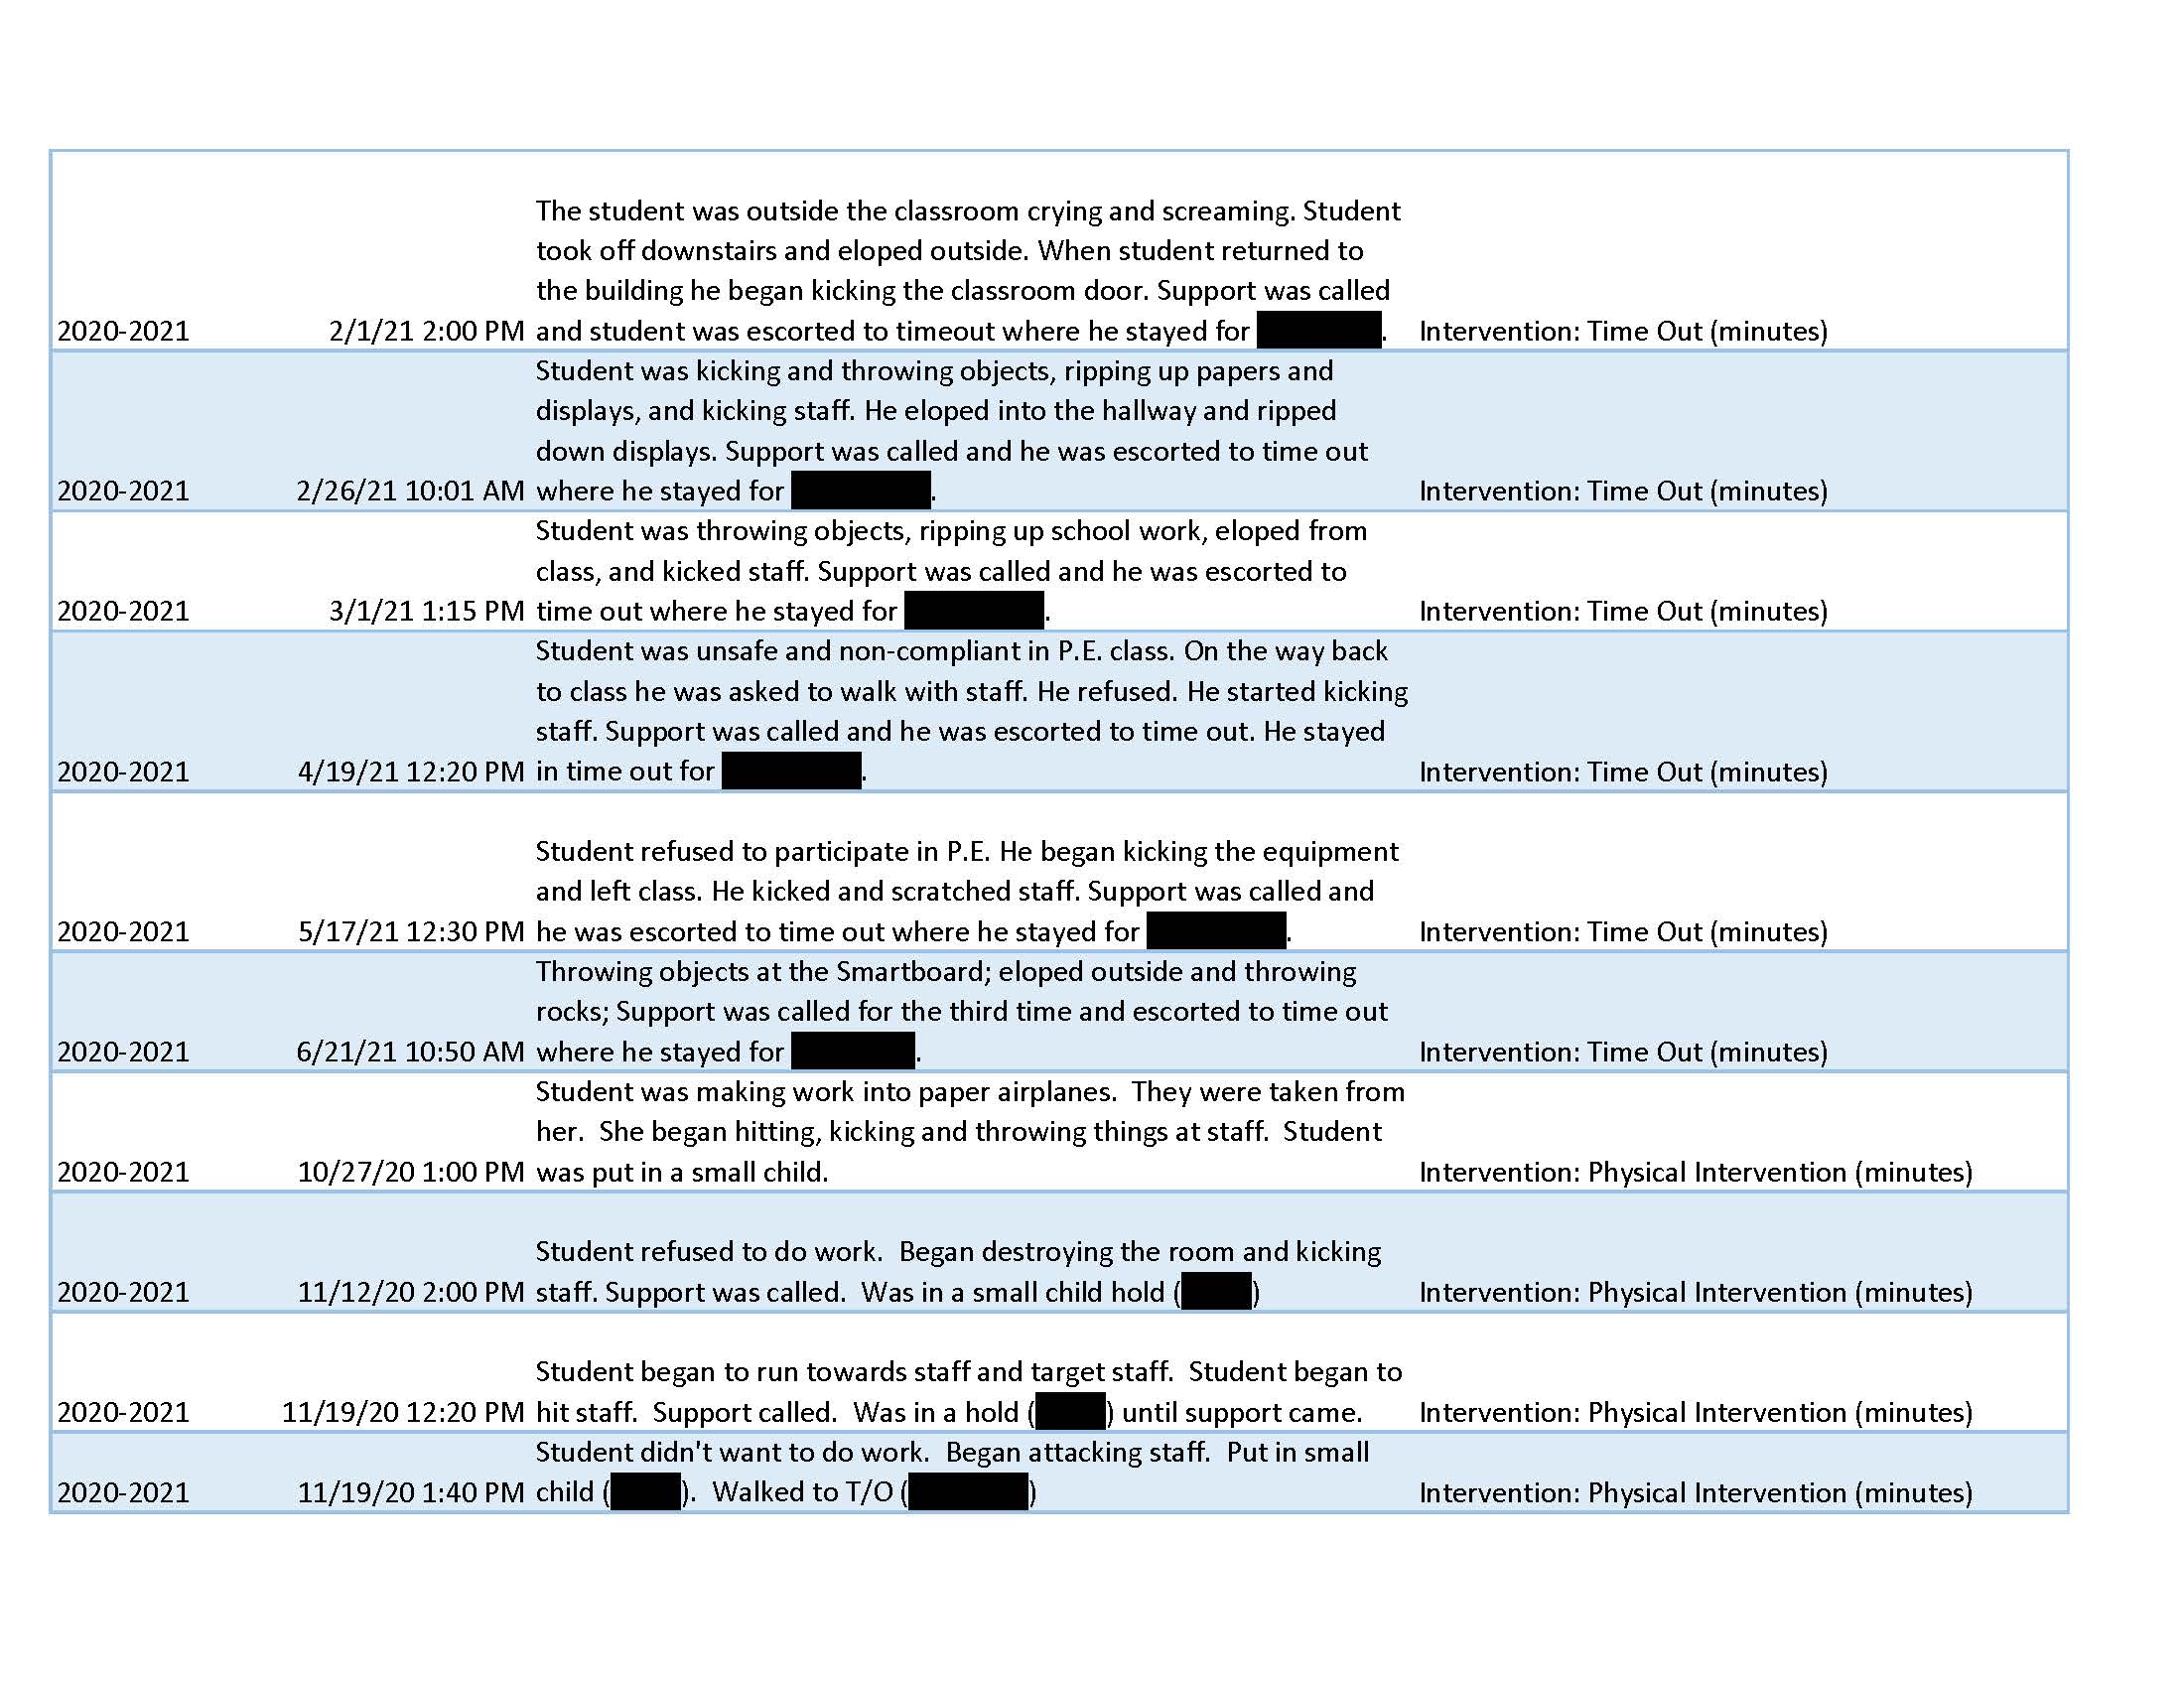 The student was outside the classroom crying and screaming. Student
took off downstairs and eloped outside. When student returned to
the building he began kicking the classroom door. Support was called
2020-2021 2/1/21 2:00 PM and student was escorted to timeout where he stayed for . Intervention: Time Out (minutes)
Student was kicking and throwing objects, ripping up papers and
displays, and kicking staff. He eloped into the hallway and ripped
down displays. Support was called and he was escorted to time out
2020-2021 2/26/21 10:01 AM where he stayed for . Intervention: Time Out (minutes)
Student was throwing objects, ripping up school work, eloped from
class, and kicked staff. Support was called and he was escorted to
2020-2021 3/1/21 1:15 PM time out where he stayed for . Intervention: Time Out (minutes)
Student was unsafe and non-compliant in P.E. class. On the way back
to class he was asked to walk with staff. He refused. He started kicking
staff. Support was called and he was escorted to time out. He stayed
2020-2021 4/19/21 12:20 PM in time out for . Intervention: Time Out (minutes)
Student refused to participate in P.E. He began kicking the equipment
and left class. He kicked and scratched staff. Support was called and
2020-2021 5/17/21 12:30 PM he was escorted to time out where he stayed for . Intervention: Time Out (minutes)
Throwing objects at the Smartboard; eloped outside and throwing
rocks; Support was called for the third time and escorted to time out
2020-2021 6/21/21 10:50 AM where he stayed for . Intervention: Time Out (minutes)
Student was making work into paper airplanes.  They were taken from
her.  She began hitting, kicking and throwing things at staff.  Student
2020-2021 10/27/20 1:00 PM was put in a small child. Intervention: Physical Intervention (minutes)
Student refused to do work.  Began destroying the room and kicking
2020-2021 11/12/20 2:00 PM staff. Support was called.  Was in a small child hold ( ) Intervention: Physical Intervention (minutes)
Student began to run towards staff and target staff.  Student began to
2020-2021 11/19/20 12:20 PM hit staff.  Support called.  Was in a hold ( ) until support came. Intervention: Physical Intervention (minutes)
Student didn't want to do work.  Began attacking staff.  Put in small
2020-2021 11/19/20 1:40 PM child ( ).  Walked to T/O ( ) Intervention: Physical Intervention (minutes)